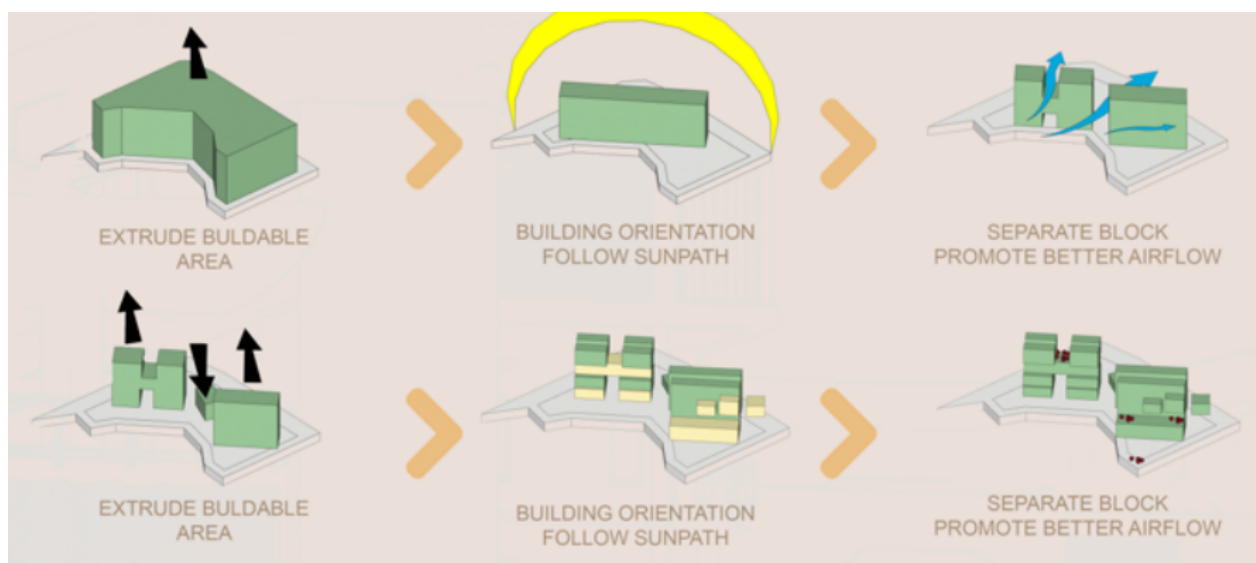 EXTRUDE BULDABLE
AREA
BUILDING ORIENTATION
FOLLOW SUNPATH
SEPARATE BLOCK
PROMOTE BETTER AIRFLOW
EXTRUDE BULDABLE
AREA
BUILDING ORIENTATION
FOLLOW SUNPATH
SEPARATE BLOCK
PROMOTE BETTER AIRFLOW